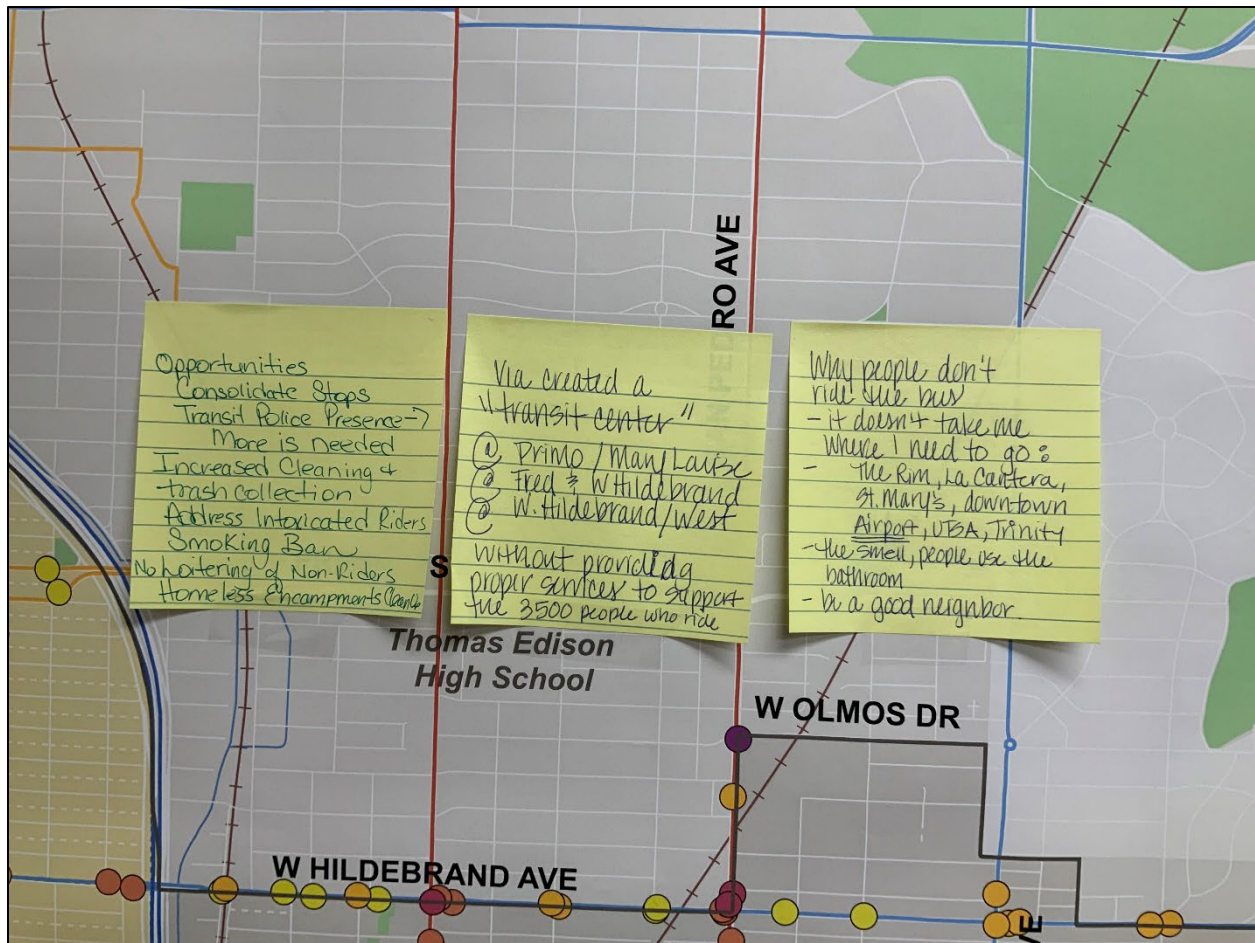 RO AVE
Opportunities
Consolidate Stops
Transit Police Presence->
More is needed
Increased Cleaning +
trash collection
Address Intoxicated Riders
Smoking Ban
No Loitering of Non-Riders
Homeless Encampments Cleanup
Via created a
"transit center"
@ Primo / Mary Louise
@ Fred & W Hildebrand
@ W. Hildebrand/West
without provididg
proper services to support
the 3500 people who ride
Why people don't
ride the bus
- it doesn't take me
where I need to go:
- The Rim, La Cantera,
St. Mary's, downtown
Airport, UTSA, Trinity
- the smell, people use the
bathroom
- be a good neighbor.
S
Thomas Edison
High School
W OLMOS DR
W HILDEBRAND AVE
VE